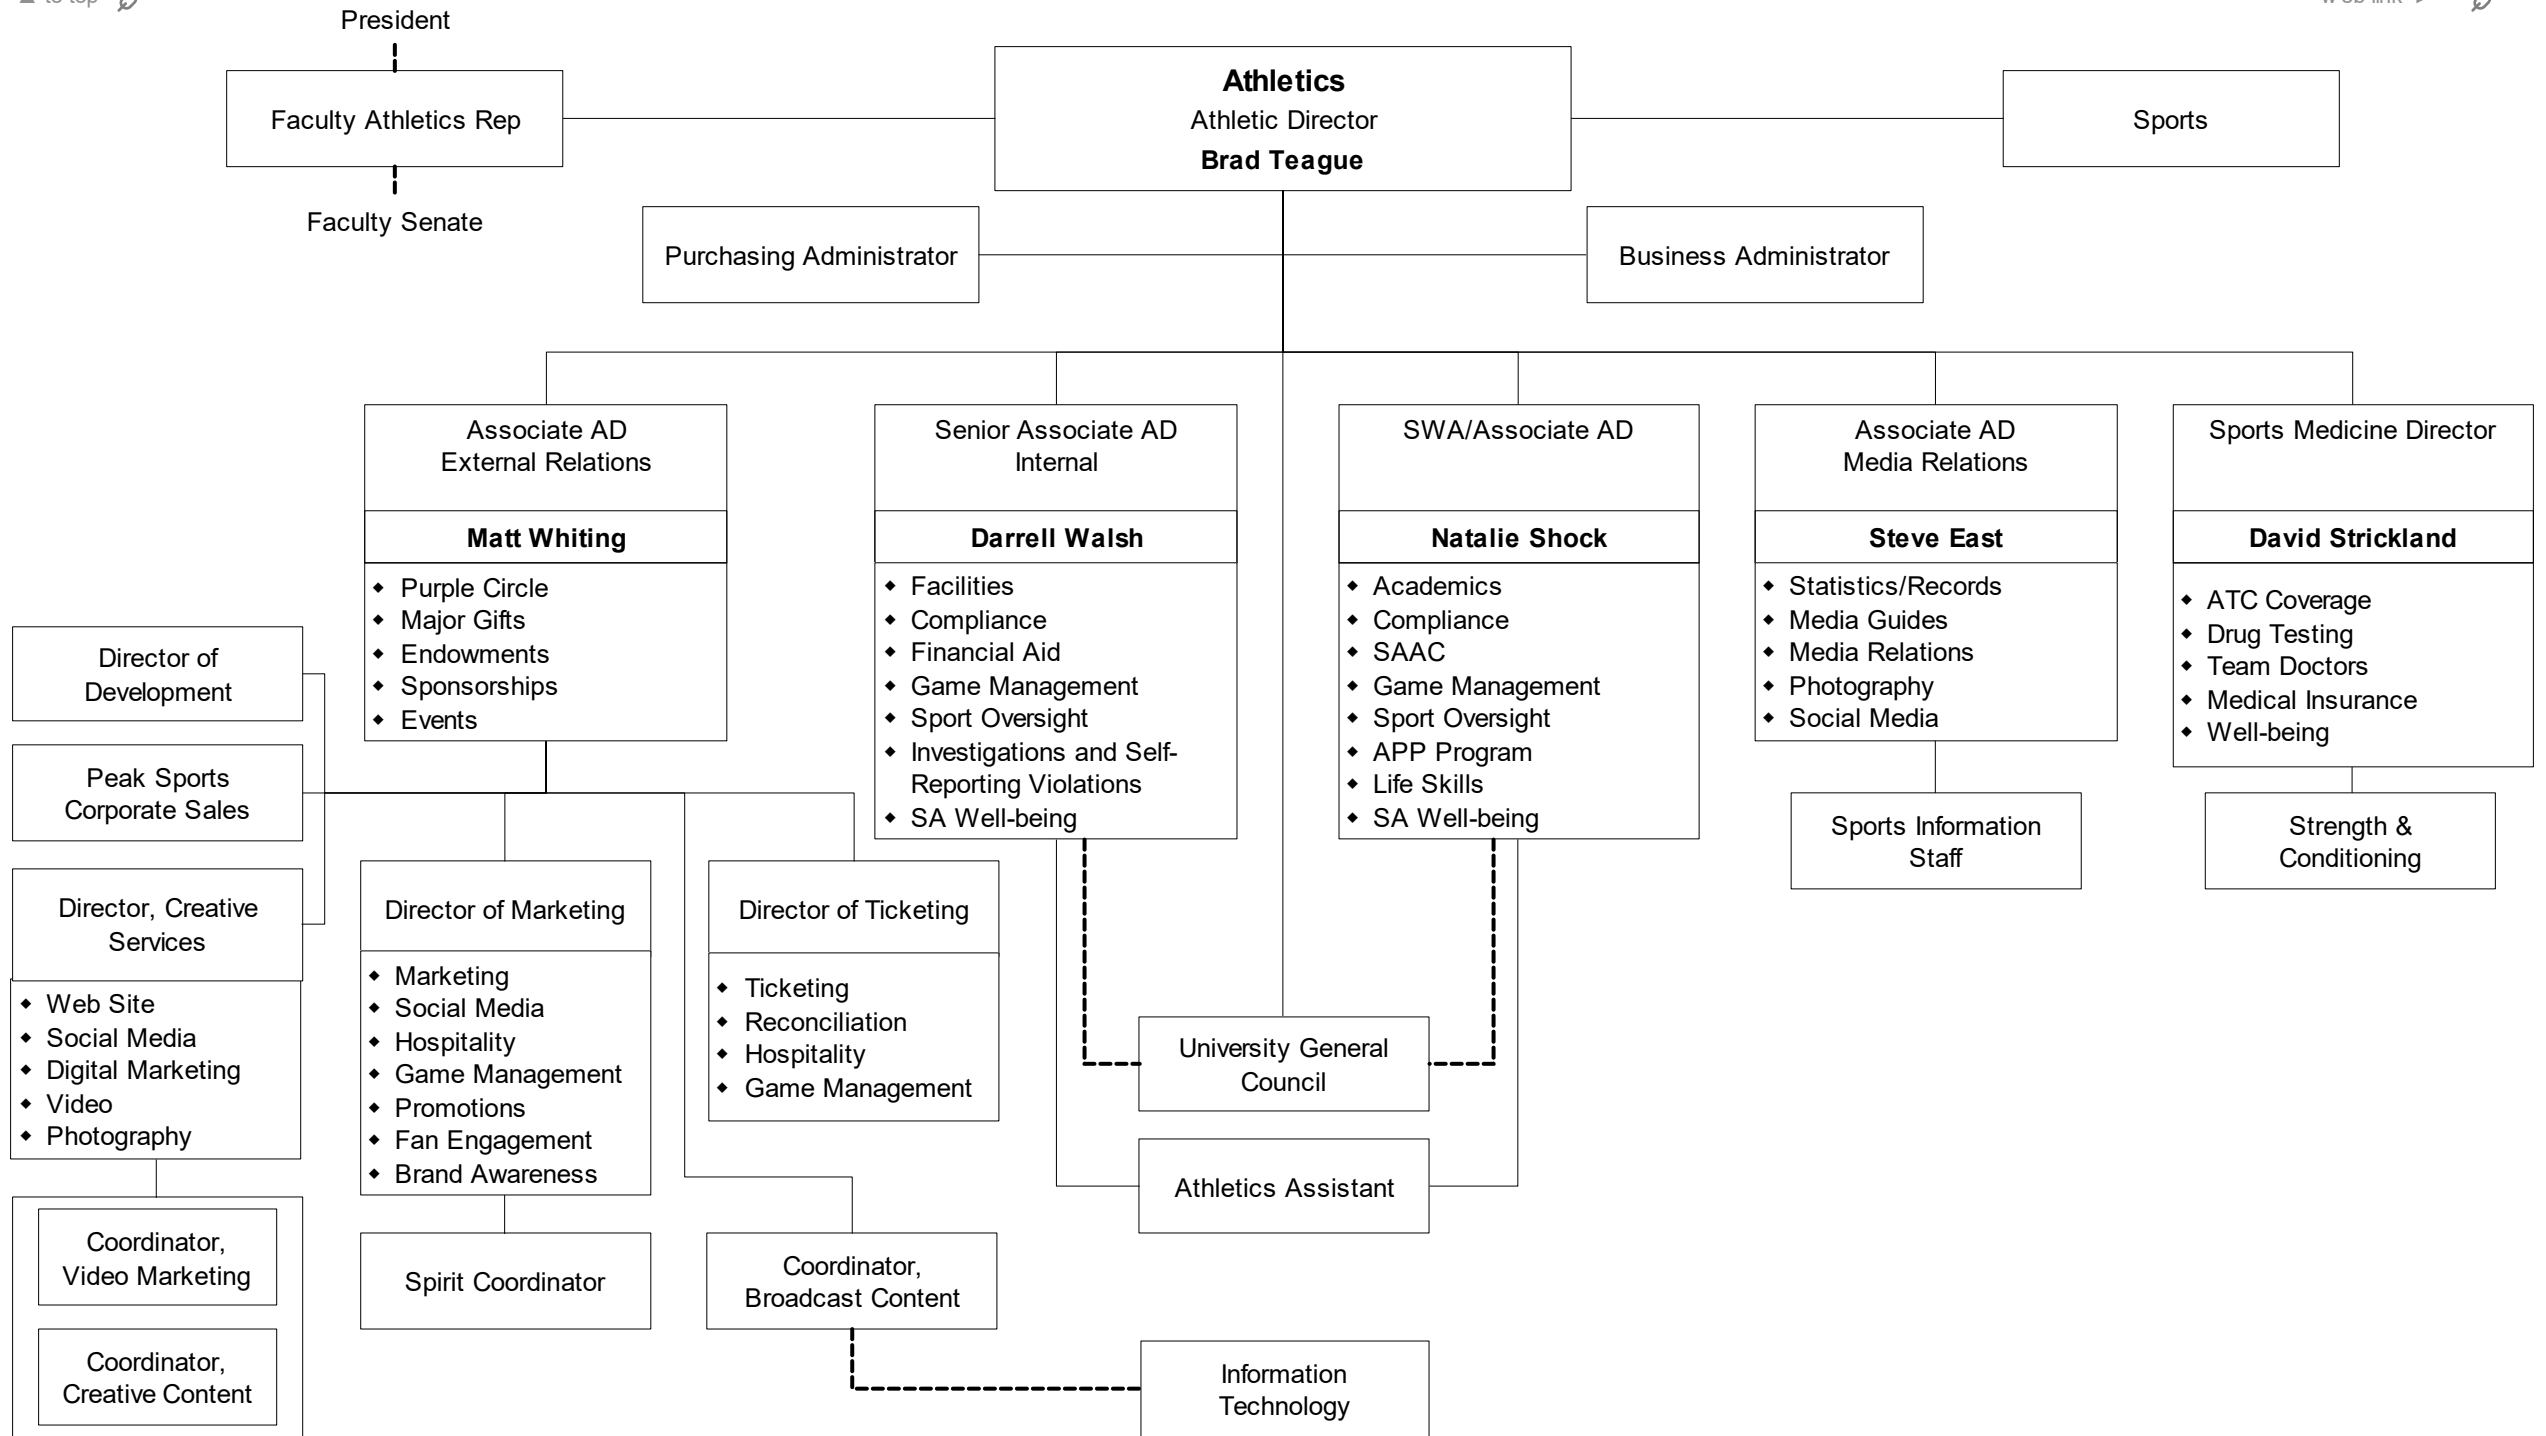 President
Athletics
Athletic Director
Brad Teague
Faculty Athletics Rep
Sports
Faculty Senate
Purchasing Administrator
Business Administrator
Associate AD
External Relations
Matt Whiting
Purple Circle
Major Gifts
Endowments
Sponsorships
Events
Senior Associate AD
Internal
Darrell Walsh
Facilities
Compliance
Financial Aid
Game Management
Sport Oversight
Investigations and Self-
Reporting Violations
SA Well-being
SWA/Associate AD
Natalie Shock
Academics
Compliance
SAAC
Game Management
Sport Oversight
APP Program
Life Skills
SA Well-being
Associate AD
Media Relations
Steve East
Statistics/Records
Media Guides
Media Relations
Photography
Social Media
Sports Medicine Director
David Strickland
ATC Coverage
Drug Testing
Team Doctors
Medical Insurance
Well-being
Director of
Development
Peak Sports
Corporate Sales
Director, Creative
Services
Web Site
Social Media
Digital Marketing
Video
Photography
Coordinator,
Video Marketing
Coordinator,
Creative Content
Director of Marketing
Marketing
Social Media
Hospitality
Game Management
Promotions
Fan Engagement
Brand Awareness
Spirit Coordinator
Director of Ticketing
Ticketing
Reconciliation
Hospitality
Game Management
Coordinator,
Broadcast Content
University General
Council
Athletics Assistant
Information
Technology
Sports Information
Staff
Strength &
Conditioning